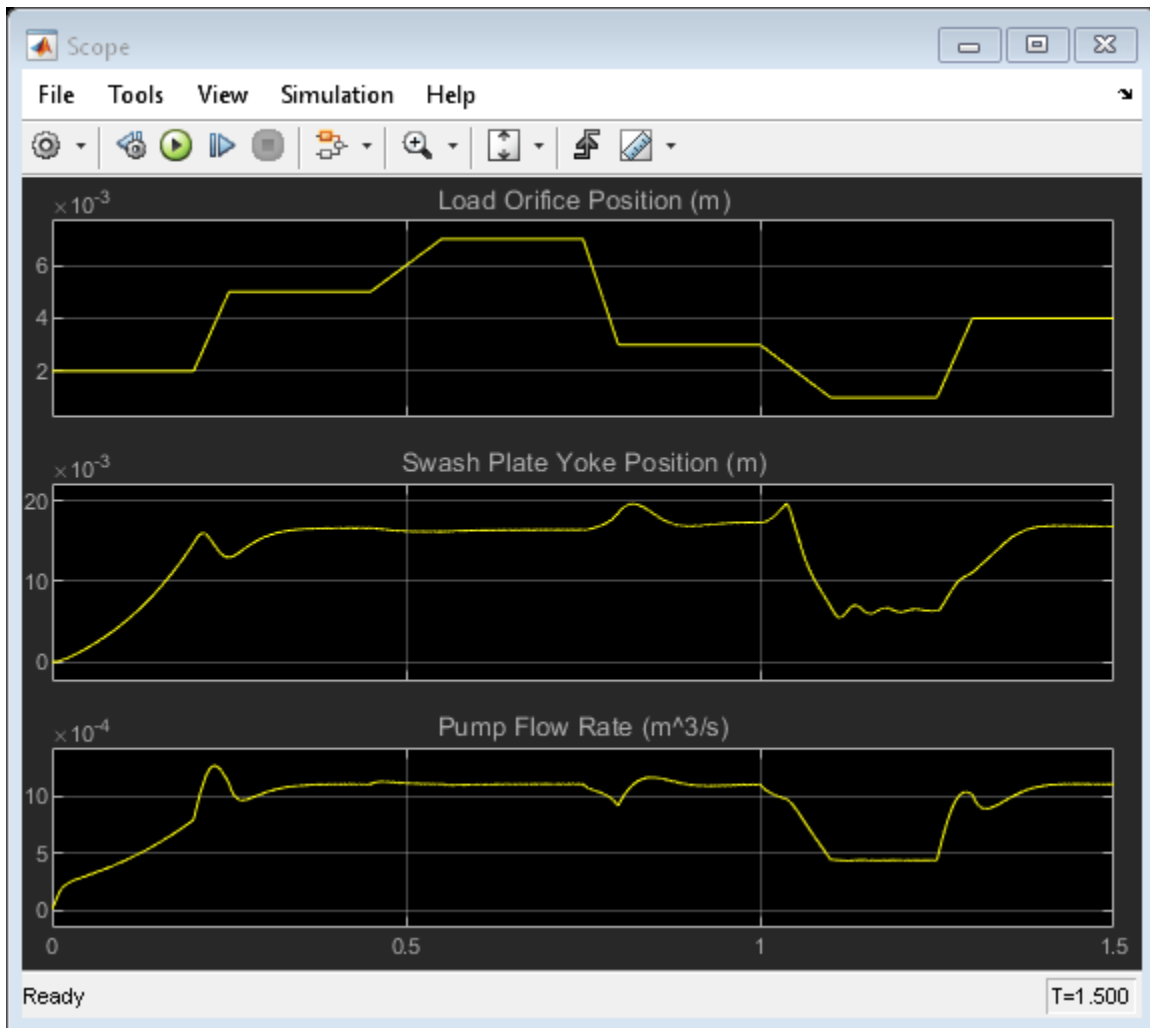 Scope
File Tools View Simulation Help
×10-3
Load Orifice Position (m)
6
4
2
×10-3
Swash Plate Yoke Position (m)
20
10
0
×10-4
Pump Flow Rate (m^3/s)
10
5
0
0 0.5 1 1.5
Ready T=1.500